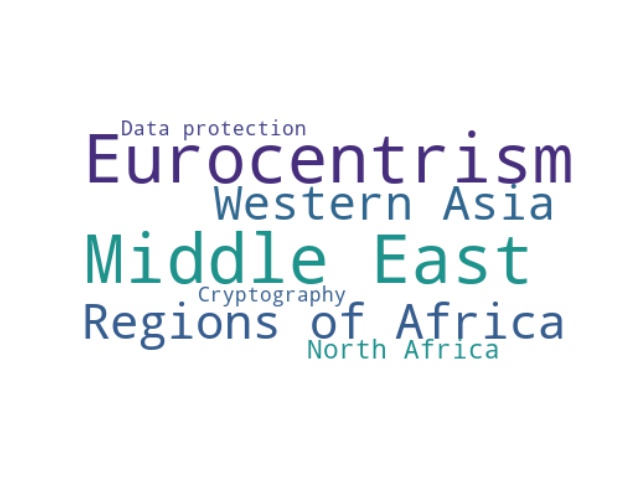 Data protection
Eurocentrism
Western Asia
Middle East
Cryptography
Regions of Africa
North Africa